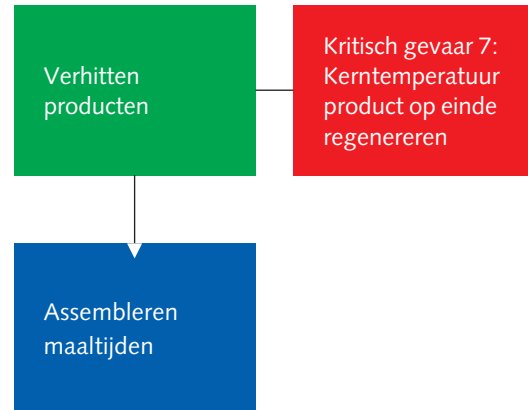 Verhitten
producten
Kritisch gevaar 7:
Kerntemperatuur
product op einde
regenereren
Assembleren
maaltijden